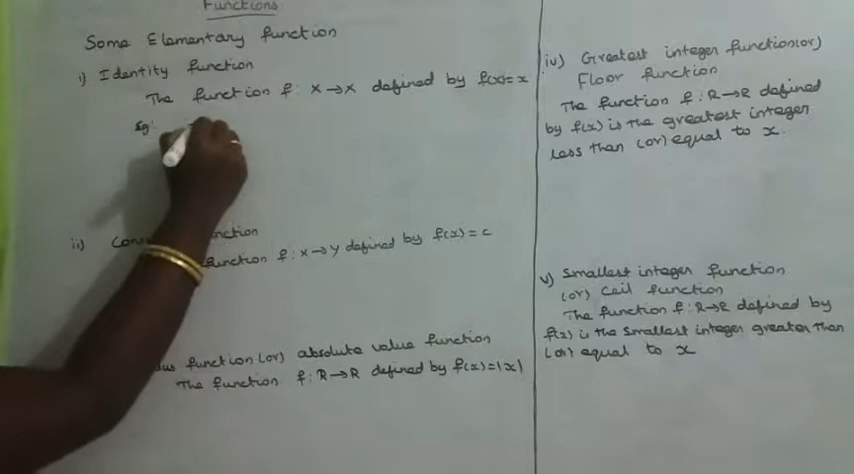 Functions
Some Elementary function
i) Identity function
The function f: X→X defined by f(x)=x
Eg:
ii)
function f: X→Y defined by f(x)=c
function (or) absolute value function
The function f: R→R defined by f(x)=|x|
iv) Greatest integer function (or)
Floor function
The function f: R→R defined
by f(x) is the greatest integer
less than (or) equal to x.
v) Smallest integer function
(or) Ceil function
The function f: R→R defined by
f(x) is the smallest integer greater than
(or) equal to x